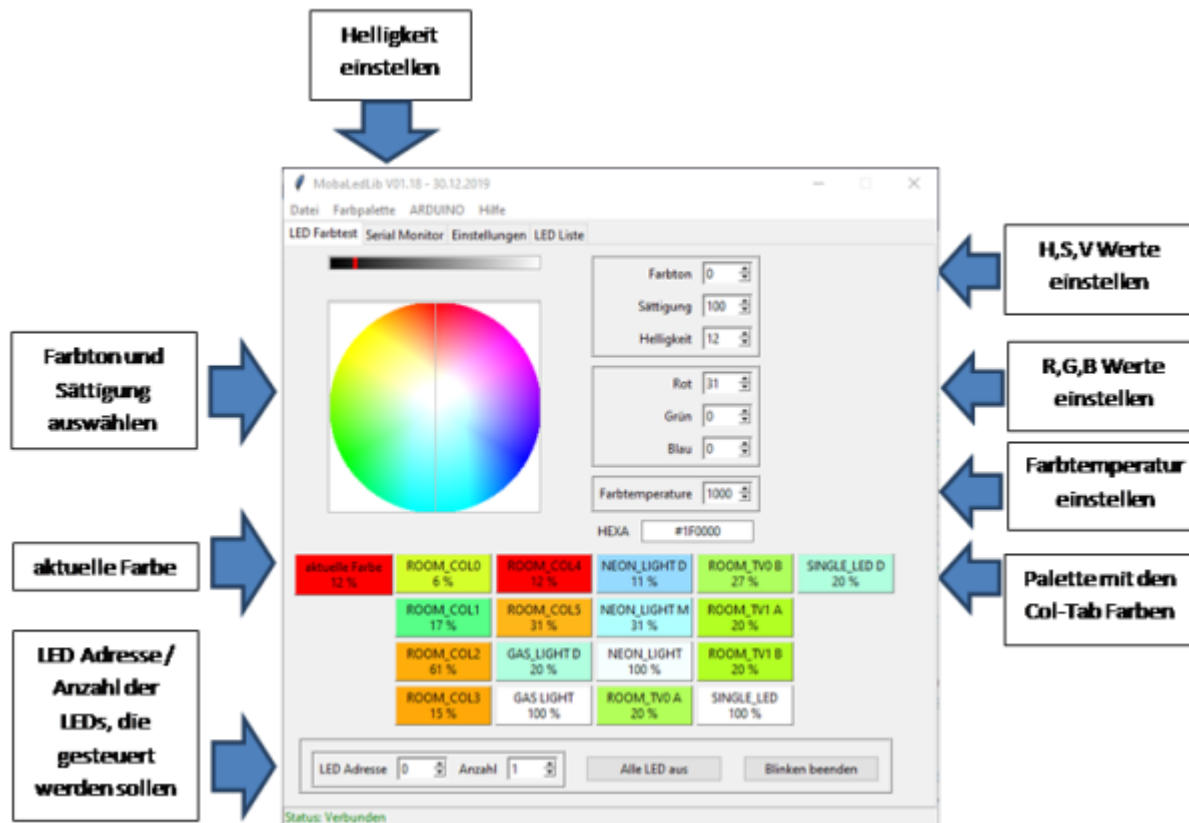 Helligkeit
einstellen
MobaLedLib V01.18 - 30.12.2019
Datei Farbpalette ARDUINO Hilfe
LED Farbtest Serial Monitor Einstellungen LED Liste
Farbton 0
Sättigung 100
Helligkeit 12
H,S,V Werte
einstellen
Farbton und
Sättigung
auswählen
Rot 31
Grün 0
Blau 0
R,G,B Werte
einstellen
Farbtemperature 1000
Farbtemperatur
einstellen
HEXA #1F0000
aktuelle Farbe
aktuelle Farbe ROOM_COL0 ROOM_COL4 NEON_LIGHT D ROOM_TV0 B SINGLE_LED D
12 % 6 % 12 % 11 % 27 % 20 %
ROOM_COL1 ROOM_COL5 NEON_LIGHT M ROOM_TV1 A
17 % 31 % 31 % 20 %
ROOM_COL2 GAS_LIGHT D NEON_LIGHT ROOM_TV1 B
61 % 20 % 100 % 20 %
ROOM_COL3 GAS LIGHT ROOM_TV0 A SINGLE_LED
15 % 100 % 20 % 100 %
Palette mit den
Col-Tab Farben
LED Adresse /
Anzahl der
LEDs, die
gesteuert
werden sollen
LED Adresse 0 Anzahl 1 Alle LED aus Blinken beenden
Status: Verbunden